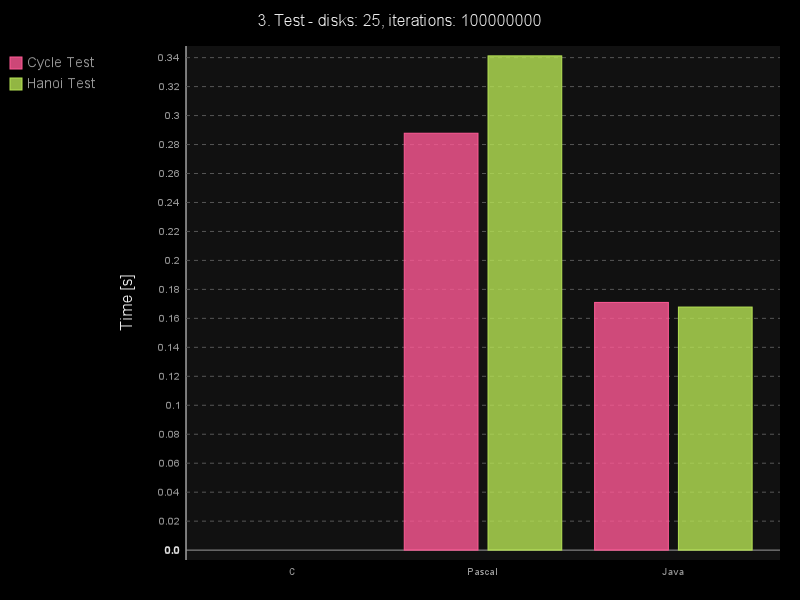 3. Test - disks: 25, iterations: 100000000
Cycle Test
Hanoi Test
Time [s]
0.34
0.32
0.3
0.28
0.26
0.24
0.22
0.2
0.18
0.16
0.14
0.12
0.1
0.08
0.06
0.04
0.02
0.0
C
Pascal
Java